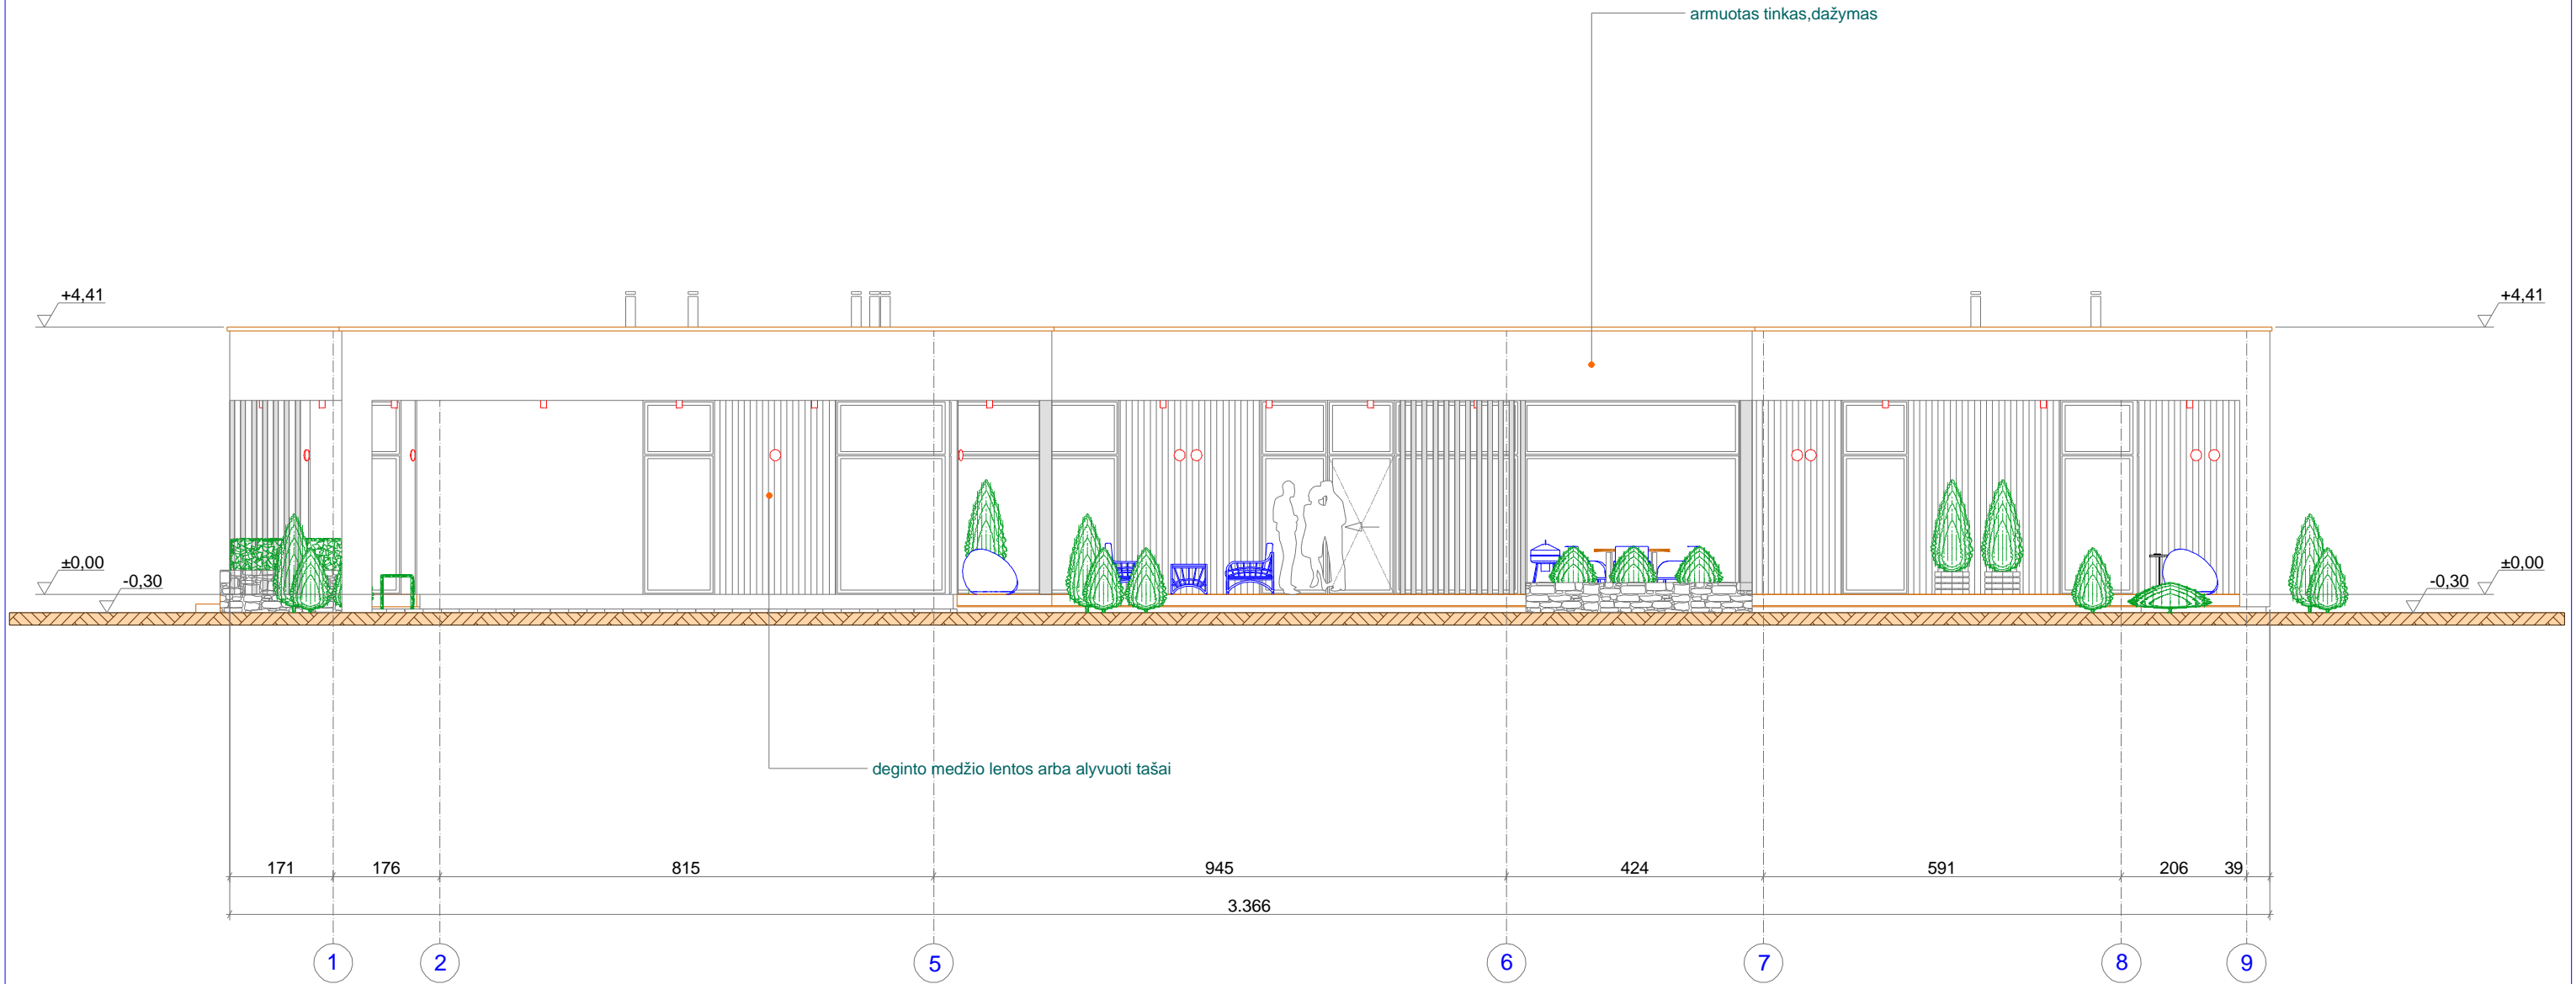 armuotas tinkas,dažymas
+4,41
+4,41
±0,00
-0,30
±0,00
-0,30
deginto medžio lentos arba alyvuoti tašai
171 176 815 945 424 591 206 39
3.366
1 2 5 6 7 8 9